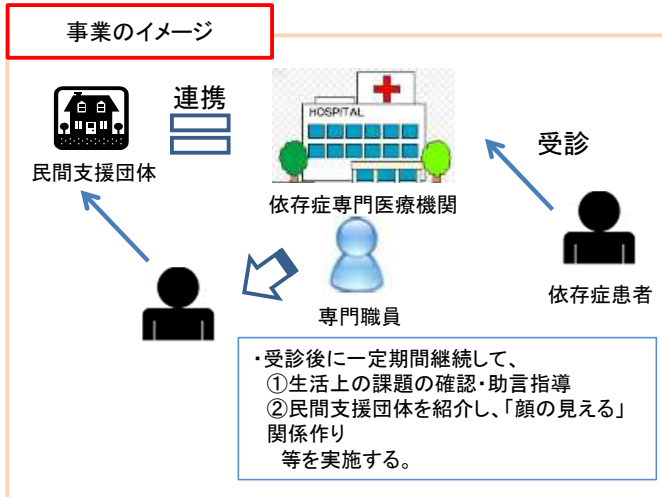 事業のイメージ
連携
HOSPITAL
受診
民間支援団体
依存症専門医療機関
依存症患者
専門職員
・受診後に一定期間継続して、
①生活上の課題の確認・助言指導
②民間支援団体を紹介し、「顔の見える」
関係作り
等を実施する。